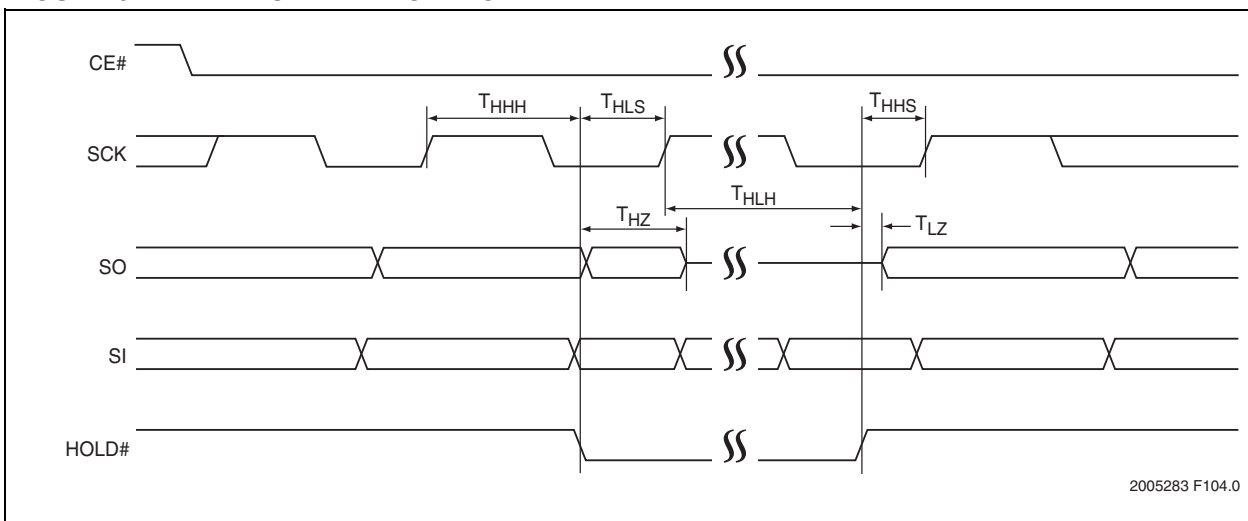 CE#
THHH
THLS
THHS
SCK
THLH
THZ
TLZ
SO
SI
HOLD#
2005283 F104.0